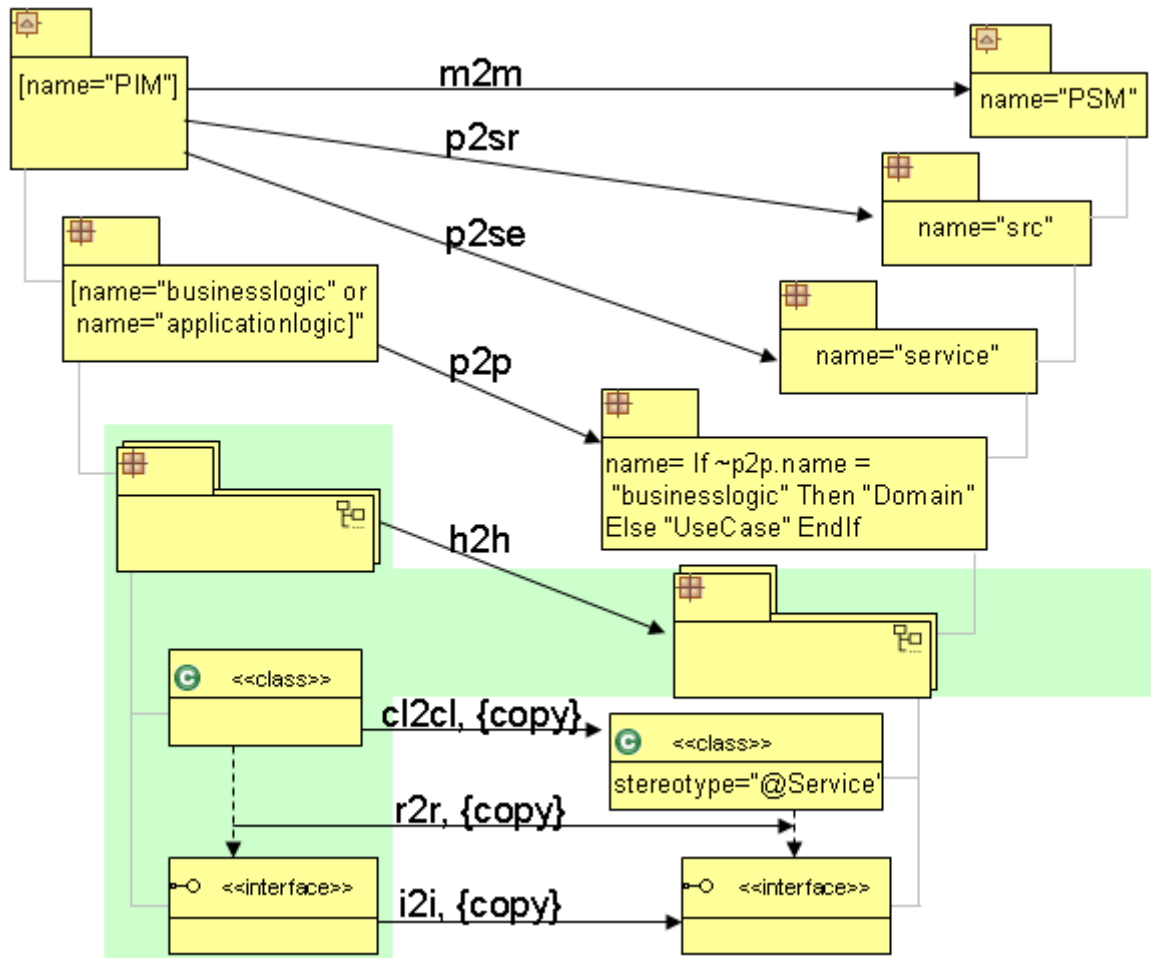 [name="PIM"]
m2m
name="PSM"
p2sr
name="src"
p2se
[name="businesslogic" or
name="applicationlogic]"
name="service"
p2p
name= If ~p2p.name =
"businesslogic" Then "Domain"
Else "UseCase" EndIf
h2h
C <<class>>
cl2cl, {copy}
C <<class>>
stereotype="@Service'
r2r, {copy}
<<interface>>
i2i, {copy}
<<interface>>